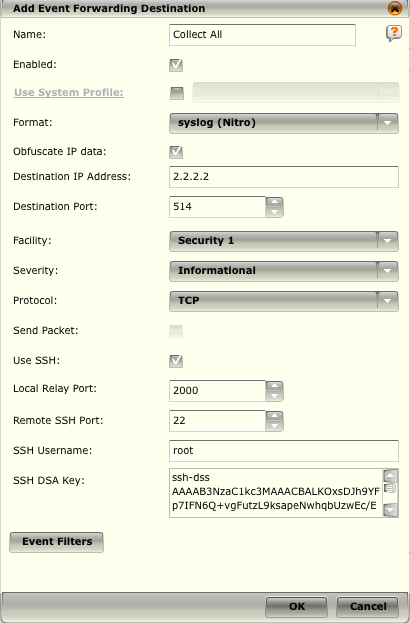 Add Event Forwarding Destination
Name: Collect All
Enabled:
Use System Profile:
Format: syslog (Nitro)
Obfuscate IP data:
Destination IP Address: 2.2.2.2
Destination Port: 514
Facility: Security 1
Severity: Informational
Protocol: TCP
Send Packet:
Use SSH:
Local Relay Port: 2000
Remote SSH Port: 22
SSH Username: root
SSH DSA Key: ssh-dss
AAAAB3NzaC1kc3MAAACBALKOxsDJh9YF
p7IFN6Q+vgFutzL9ksapeNwhqbUzwEc/E
Event Filters
OK Cancel